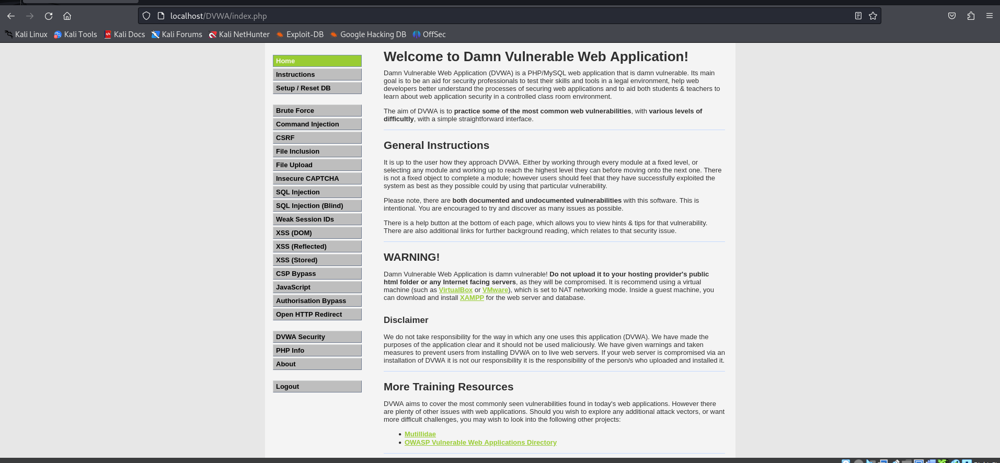 localhost/DVWA/index.php
Kali Linux Kali Tools Kali Docs Kali Forums Kali NetHunter Exploit-DB Google Hacking DB OffSec
Home
Instructions
Setup / Reset DB
Brute Force
Command Injection
CSRF
File Inclusion
File Upload
Insecure CAPTCHA
SQL Injection
SQL Injection (Blind)
Weak Session IDs
XSS (DOM)
XSS (Reflected)
XSS (Stored)
CSP Bypass
JavaScript
Authorisation Bypass
Open HTTP Redirect
DVWA Security
PHP Info
About
Logout
Welcome to Damn Vulnerable Web Application!
Damn Vulnerable Web Application (DVWA) is a PHP/MySQL web application that is damn vulnerable. Its main
goal is to be an aid for security professionals to test their skills and tools in a legal environment, help web
developers better understand the processes of securing web applications and to aid both students & teachers to
learn about web application security in a controlled class room environment.
The aim of DVWA is to practice some of the most common web vulnerabilities, with various levels of
difficultly, with a simple straightforward interface.
General Instructions
It is up to the user how they approach DVWA. Either by working through every module at a fixed level, or
selecting any module and working up to reach the highest level they can before moving onto the next one. There
is not a fixed object to complete a module; however users should feel that they have successfully exploited the
system as best as they possible could by using that particular vulnerability.
Please note, there are both documented and undocumented vulnerabilities with this software. This is
intentional. You are encouraged to try and discover as many issues as possible.
There is a help button at the bottom of each page, which allows you to view hints & tips for that vulnerability.
There are also additional links for further background reading, which relates to that security issue.
WARNING!
Damn Vulnerable Web Application is damn vulnerable! Do not upload it to your hosting provider's public
html folder or any Internet facing servers, as they will be compromised. It is recommend using a virtual
machine (such as VirtualBox or VMware), which is set to NAT networking mode. Inside a guest machine, you
can download and install XAMPP for the web server and database.
Disclaimer
We do not take responsibility for the way in which any one uses this application (DVWA). We have made the
purposes of the application clear and it should not be used maliciously. We have given warnings and taken
measures to prevent users from installing DVWA on to live web servers. If your web server is compromised via an
installation of DVWA it is not our responsibility it is the responsibility of the person/s who uploaded and installed it.
More Training Resources
DVWA aims to cover the most commonly seen vulnerabilities found in today's web applications. However there
are plenty of other issues with web applications. Should you wish to explore any additional attack vectors, or want
more difficult challenges, you may wish to look into the following other projects:
• Mutillidae
• OWASP Vulnerable Web Applications Directory